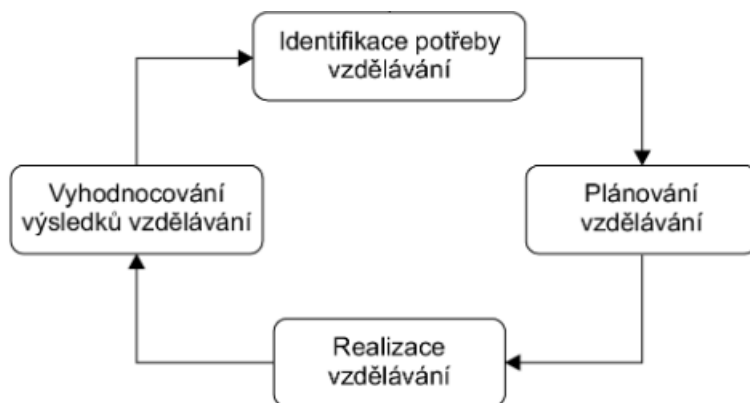 Identifikace potřeby
vzdělávání
Plánování
vzdělávání
Realizace
vzdělávání
Vyhodnocování
výsledků vzdělávání